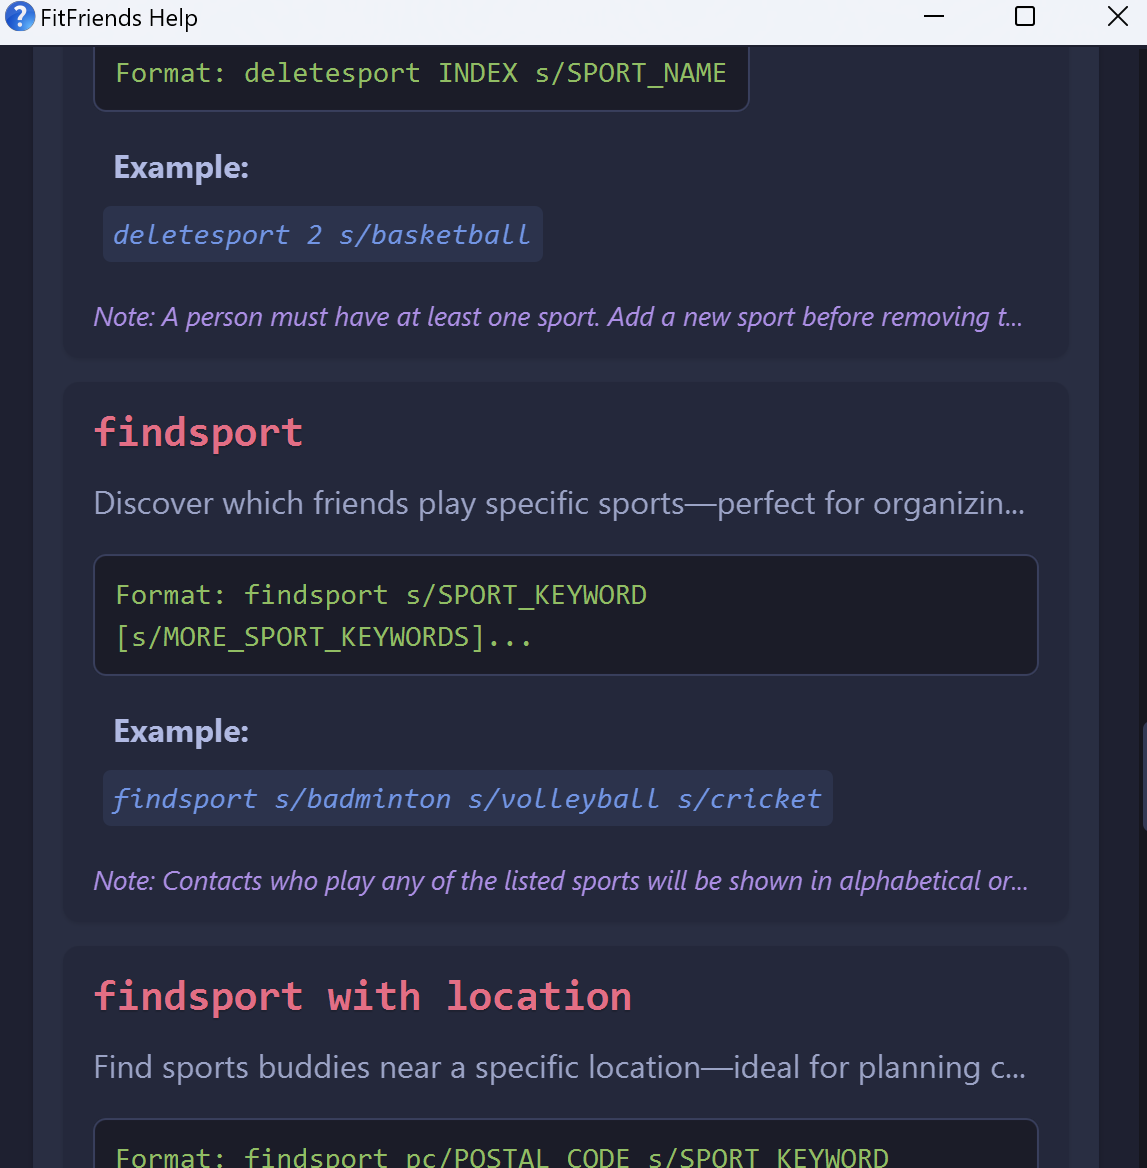 FitFriends Help
Format: deletesport INDEX s/SPORT_NAME
Example:
deletesport 2 s/basketball
Note: A person must have at least one sport. Add a new sport before removing t...
findsport
Discover which friends play specific sports—perfect for organizin...
Format: findsport s/SPORT_KEYWORD
[s/MORE_SPORT_KEYWORDS]...
Example:
findsport s/badminton s/volleyball s/cricket
Note: Contacts who play any of the listed sports will be shown in alphabetical or...
findsport with location
Find sports buddies near a specific location—ideal for planning c...
Format: findsport pc/POSTAL_CODE s/SPORT_KEYWORD